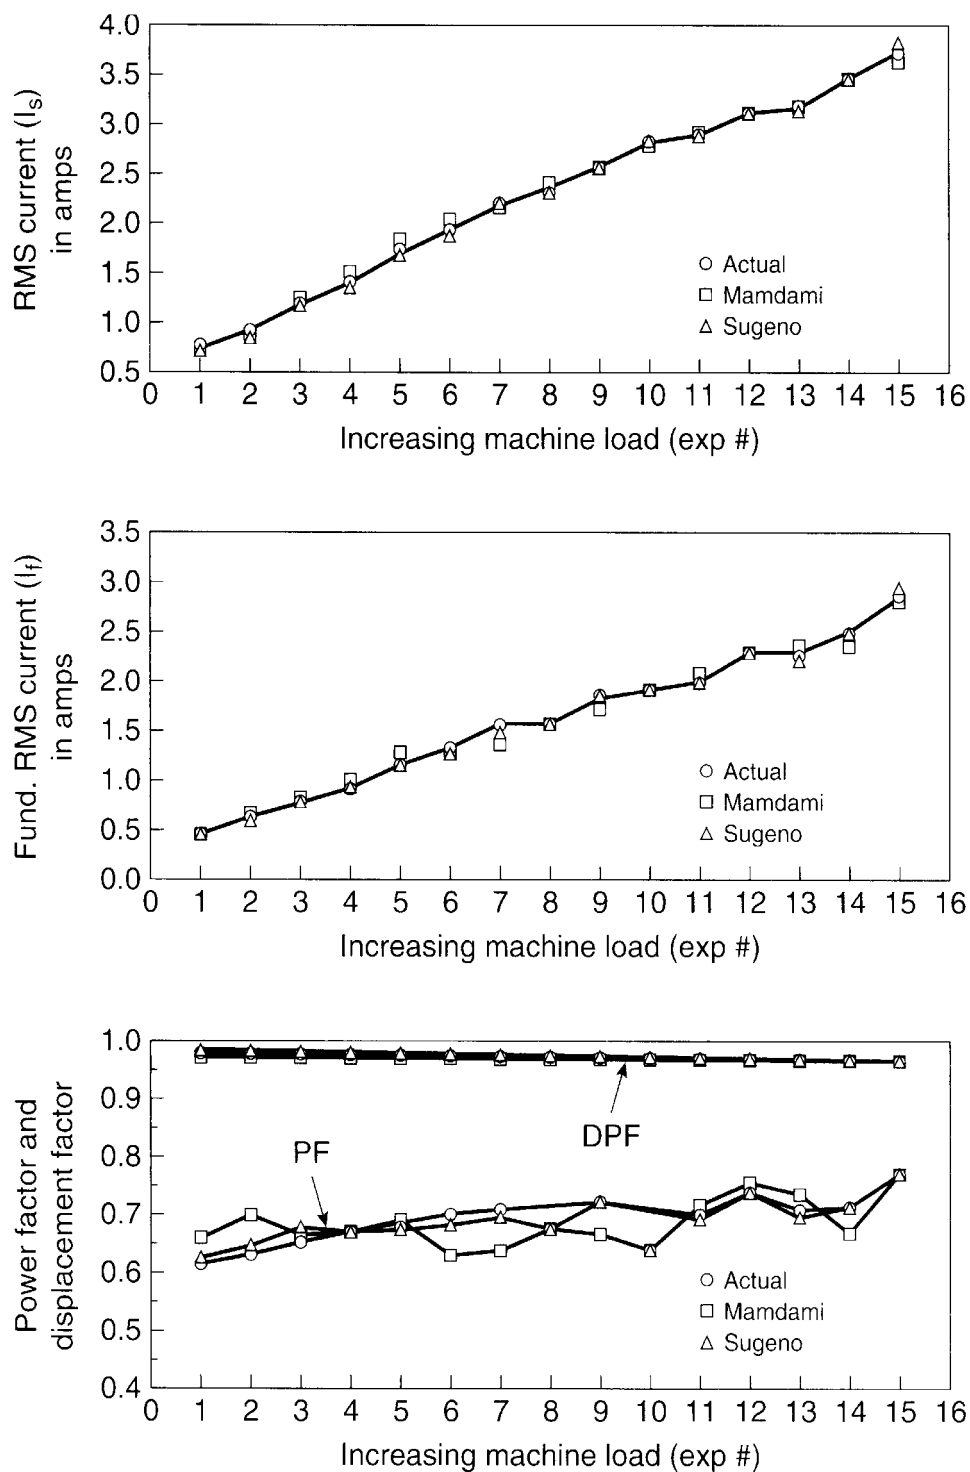 4.0
3.5
3.0
2.5
2.0
1.5
1.0
0.5
RMS current (Is)
in amps
Actual
Mamdami
Sugeno
0 1 2 3 4 5 6 7 8 9 10 11 12 13 14 15 16
Increasing machine load (exp #)
3.5
3.0
2.5
2.0
1.5
1.0
0.5
0.0
Fund. RMS current (If)
in amps
Actual
Mamdami
Sugeno
0 1 2 3 4 5 6 7 8 9 10 11 12 13 14 15 16
Increasing machine load (exp #)
1.0
0.9
0.8
0.7
0.6
0.5
0.4
Power factor and
displacement factor
PF
DPF
Actual
Mamdami
Sugeno
0 1 2 3 4 5 6 7 8 9 10 11 12 13 14 15 16
Increasing machine load (exp #)